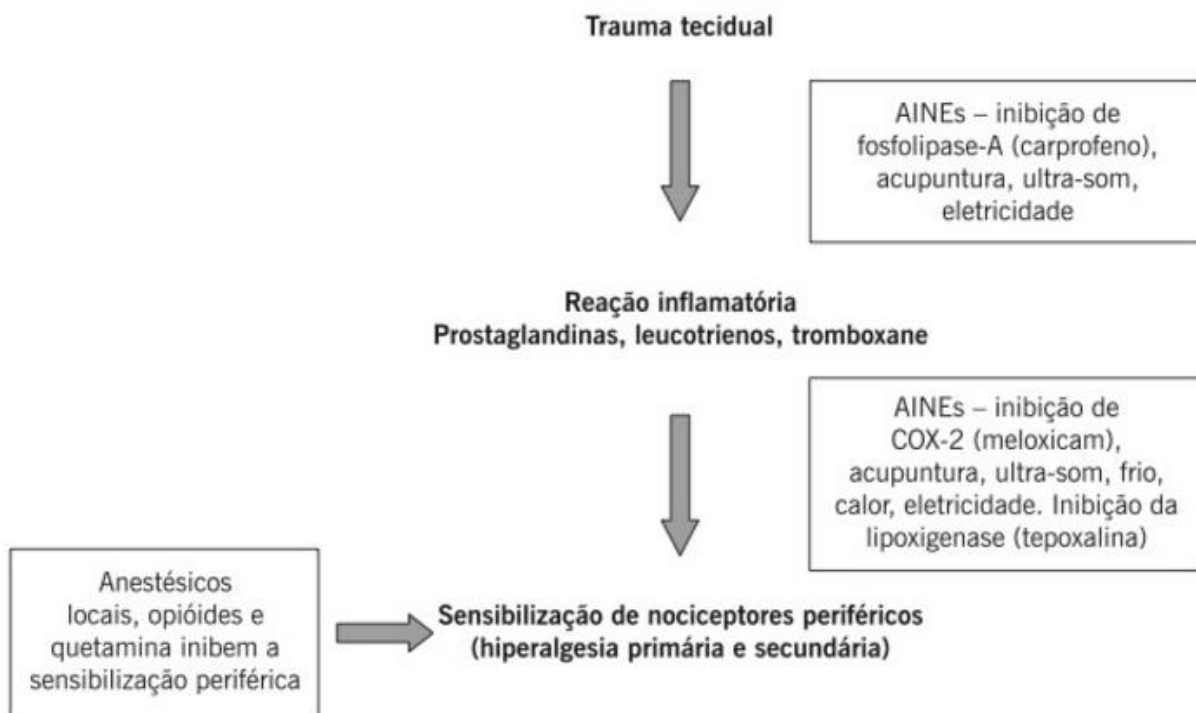 Trauma tecidual
AINEs – inibição de
fosfolipase-A (carprofeno),
acupuntura, ultra-som,
eletricidade
Reação inflamatória
Prostaglandinas, leucotrienos, tromboxane
AINEs – inibição de
COX-2 (meloxicam),
acupuntura, ultra-som, frio,
calor, eletricidade. Inibição da
lipoxigenase (tepoxalina)
Anestésicos
locais, opióides e
quetamina inibem a
sensibilização periférica
Sensibilização de nociceptores periféricos
(hiperalgesia primária e secundária)